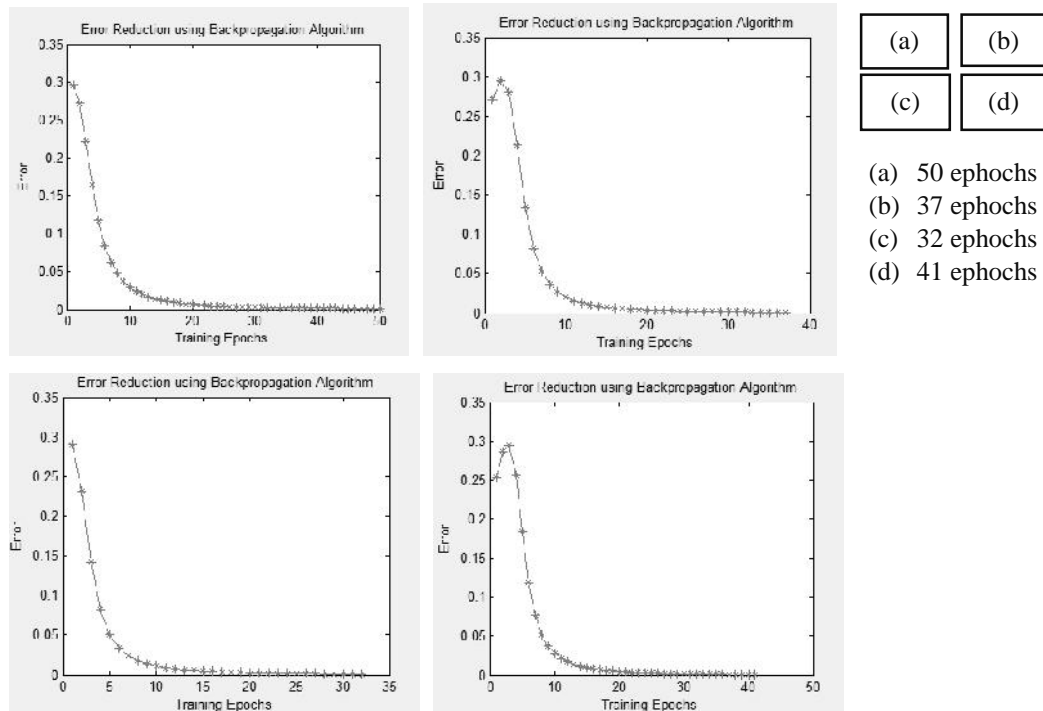 Error Reduction using Backpropagation Algorithm
0.35
0.3
0.25
0.2
0.15
0.1
0.05
0
Error
0 10 20 30 40 50
Training Epochs
Error Reduction using Backpropagation Algorithm
0.35
0.3
0.25
0.2
0.15
0.1
0.05
0
Error
0 10 20 30 40
Training Epochs
(a) (b)
(c) (d)
(a) 50 ephochs
(b) 37 ephochs
(c) 32 ephochs
(d) 41 ephochs
Error Reduction using Backpropagation Algorithm
0.35
0.3
0.25
0.2
0.15
0.1
0.05
0
Error
0 5 10 15 20 25 30 35
Training Epochs
Error Reduction using Backpropagation Algorithm
0.35
0.3
0.25
0.2
0.15
0.1
0.05
0
Error
0 10 20 30 40 50
Training Epochs